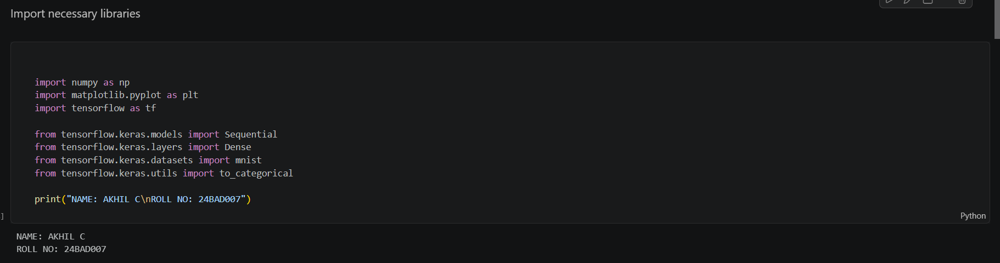 Import necessary libraries
import numpy as np
import matplotlib.pyplot as plt
import tensorflow as tf
from tensorflow.keras.models import Sequential
from tensorflow.keras.layers import Dense
from tensorflow.keras.datasets import mnist
from tensorflow.keras.utils import to_categorical
print("NAME: AKHIL C\nROLL NO: 24BAD007")
]
Python
NAME: AKHIL C
ROLL NO: 24BAD007